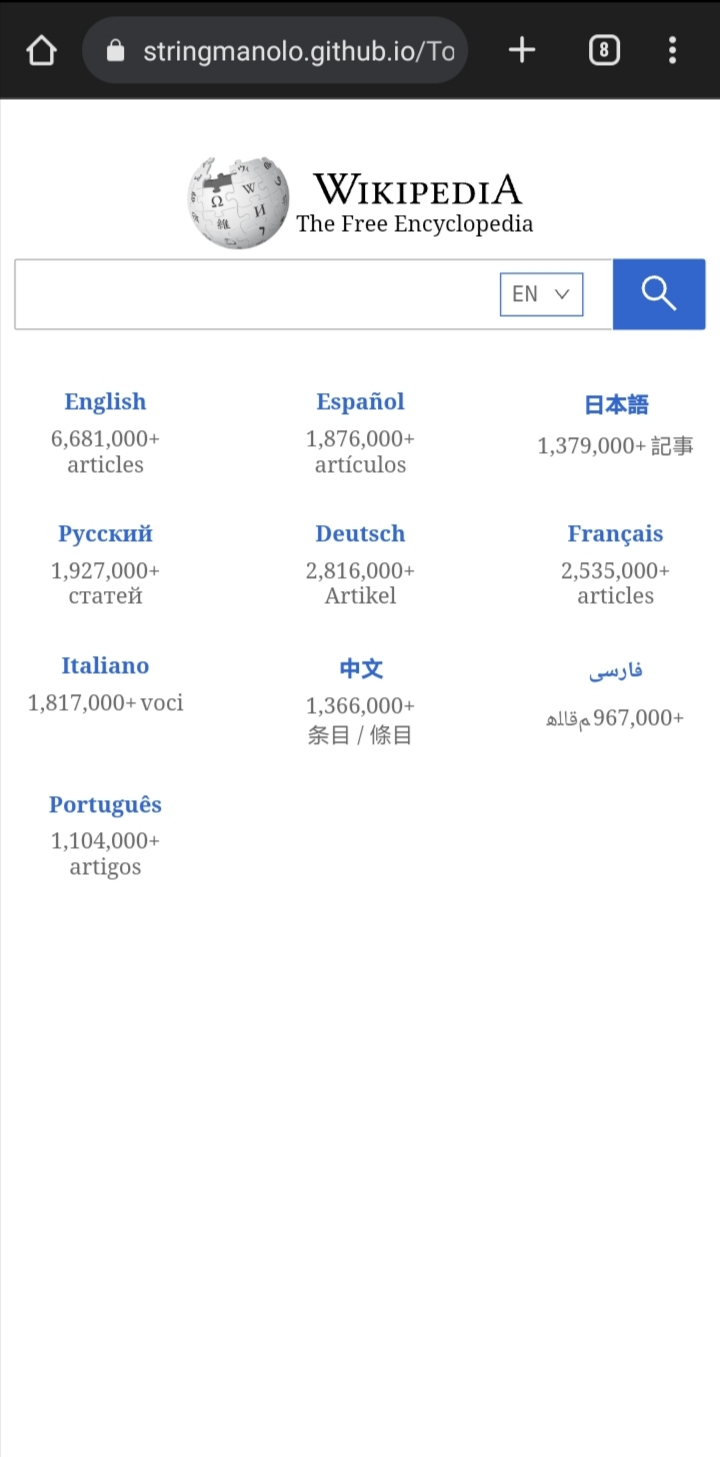 stringmanolo.github.io/To
8
WIKIPEDIA
The Free Encyclopedia
EN
English
6,681,000+
articles
Español
1,876,000+
artículos
日本語
1,379,000+ 記事
Русский
1,927,000+
статей
Deutsch
2,816,000+
Artikel
Français
2,535,000+
articles
Italiano
1,817,000+ voci
中文
1,366,000+
条目 / 條目
فارسی
ﻪﻟﺎﻘﻣ 967,000+
Português
1,104,000+
artigos